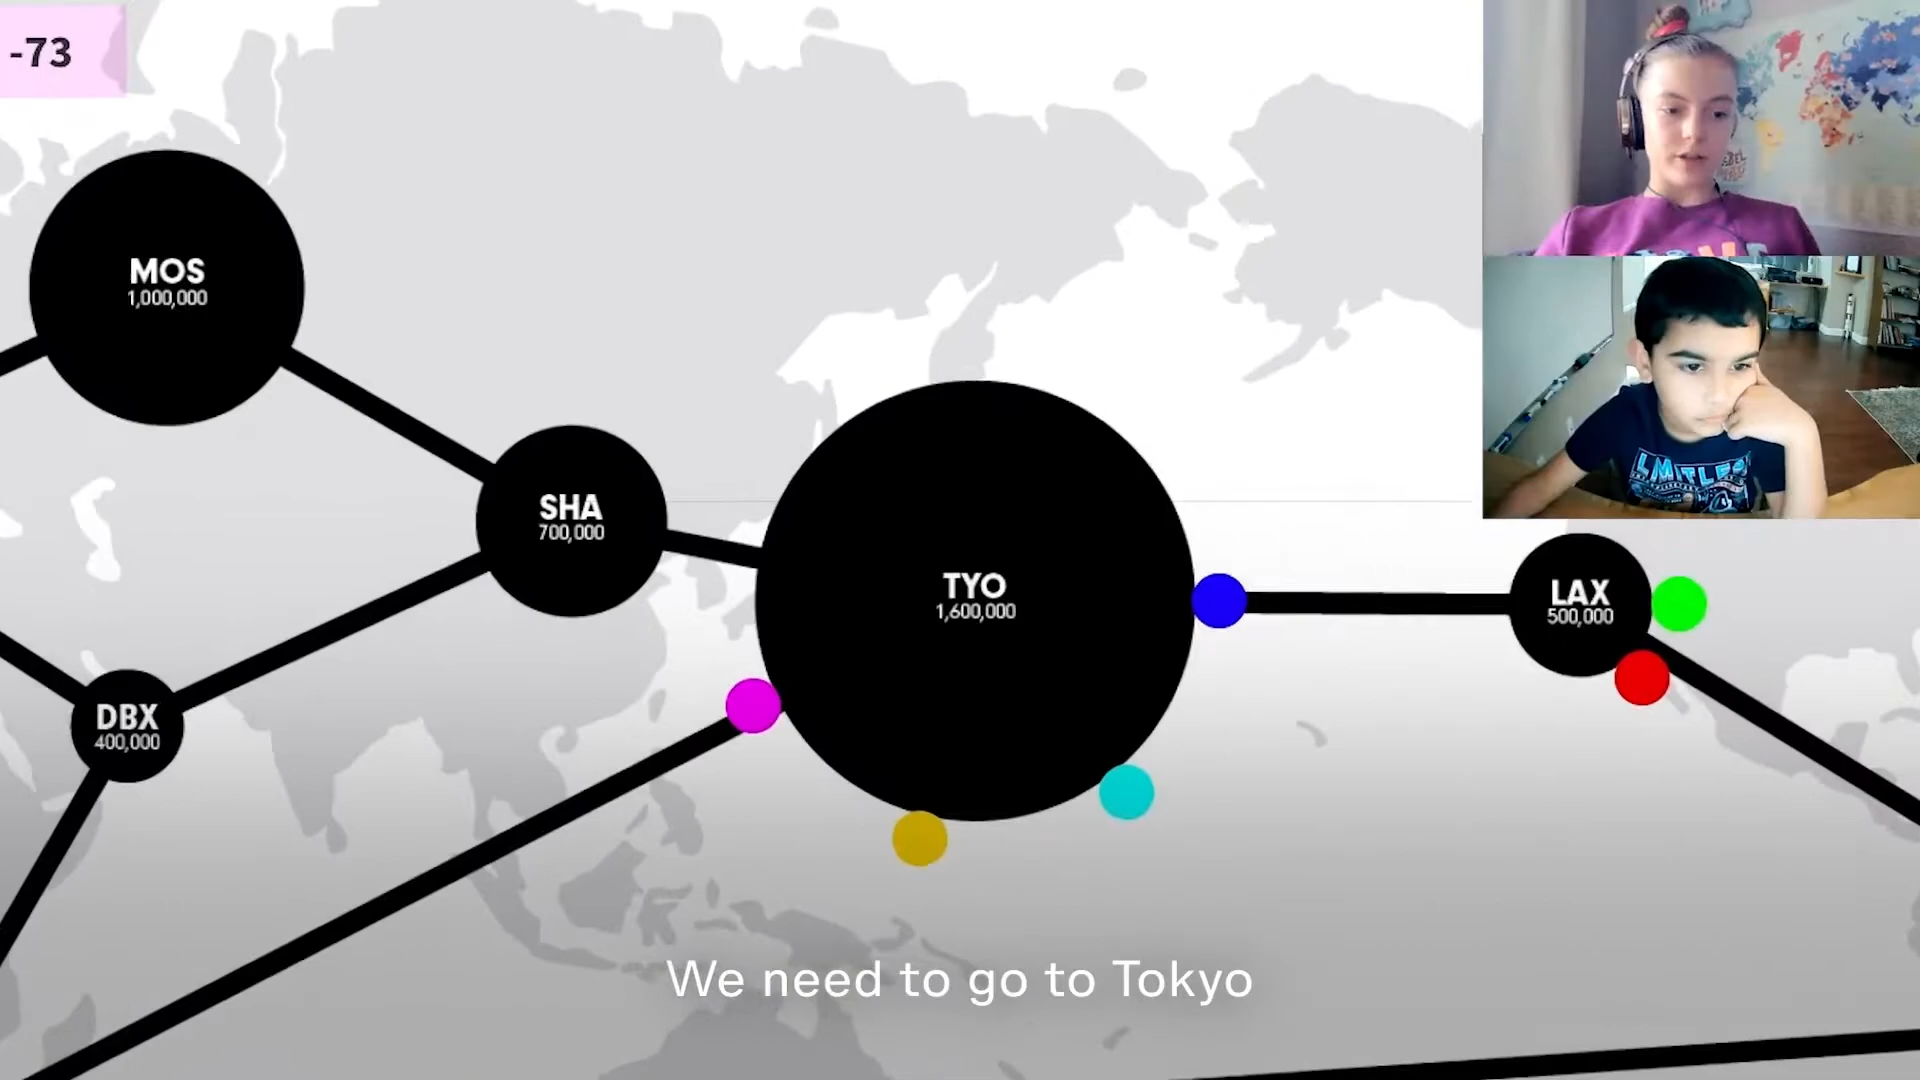 -73
MOS
1,000,000
SHA
700,000
TYO
1,600,000
LAX
500,000
DBX
400,000
We need to go to Tokyo